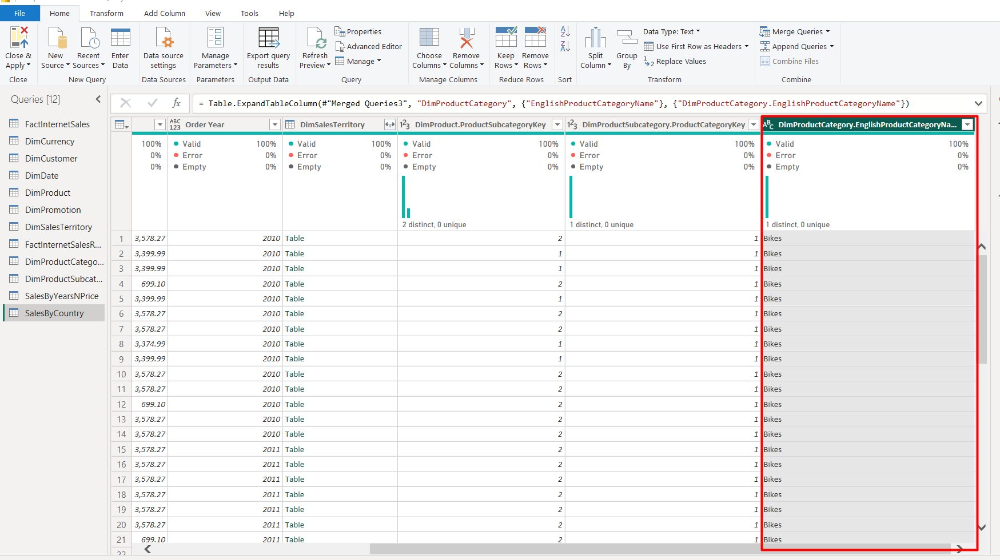 File Home Transform Add Column View Tools Help
Close & Apply
New Source
Recent Sources
Enter Data
Data source settings
Manage Parameters
Export query results
Refresh Preview
Properties
Advanced Editor
Manage
Choose Columns
Remove Columns
Keep Rows
Remove Rows
Split Column
Group By
Data Type: Text
Use First Row as Headers
Replace Values
Merge Queries
Append Queries
Combine Files
Close New Query Data Sources Parameters Output Data Query Manage Columns Reduce Rows Sort Transform Combine
Queries [12]
FactInternetSales
DimCurrency
DimCustomer
DimDate
DimProduct
DimPromotion
DimSalesTerritory
FactInternetSalesR...
DimProductCatego...
DimProductSubcat...
SalesByYearsNPrice
SalesByCountry
fx = Table.ExpandTableColumn(#"Merged Queries3", "DimProductCategory", {"EnglishProductCategoryName"}, {"DimProductCategory.EnglishProductCategoryName"})
ABC 123 Order Year DimSalesTerritory 123 DimProduct.ProductSubcategoryKey 123 DimProductSubcategory.ProductCategoryKey ABC DimProductCategory.EnglishProductCategoryNa...
100% Valid 100% Valid 100% Valid 100% Valid 100% Valid 100%
0% Error 0% Error 0% Error 0% Error 0% Error 0%
0% Empty 0% Empty 0% Empty 0% Empty 0% Empty 0%
2 distinct, 0 unique 1 distinct, 0 unique 1 distinct, 0 unique
1 3,578.27 2010 Table 2 1 Bikes
2 3,399.99 2010 Table 1 1 Bikes
3 3,399.99 2010 Table 1 1 Bikes
4 699.10 2010 Table 2 1 Bikes
5 3,399.99 2010 Table 1 1 Bikes
6 3,578.27 2010 Table 2 1 Bikes
7 3,578.27 2010 Table 2 1 Bikes
8 3,374.99 2010 Table 1 1 Bikes
9 3,399.99 2010 Table 1 1 Bikes
10 3,578.27 2010 Table 2 1 Bikes
11 3,578.27 2010 Table 2 1 Bikes
12 699.10 2010 Table 2 1 Bikes
13 3,578.27 2010 Table 2 1 Bikes
14 3,578.27 2010 Table 2 1 Bikes
15 3,578.27 2011 Table 2 1 Bikes
16 3,578.27 2011 Table 2 1 Bikes
17 3,578.27 2011 Table 2 1 Bikes
18 3,578.27 2011 Table 2 1 Bikes
19 3,578.27 2011 Table 2 1 Bikes
20 3,578.27 2011 Table 2 1 Bikes
21 699.10 2011 Table 2 1 Bikes
22